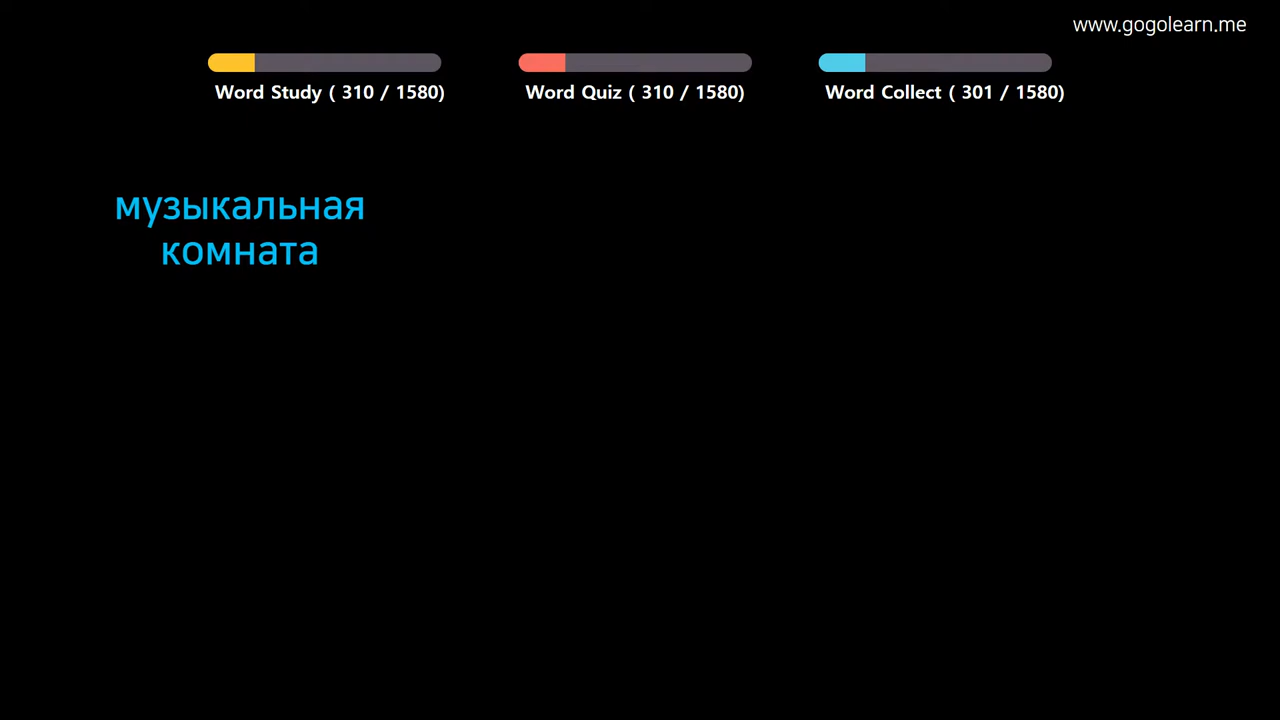 www.gogolearn.me
Word Study ( 310 / 1580)
Word Quiz ( 310 / 1580)
Word Collect ( 301 / 1580)
музыкальная
комната